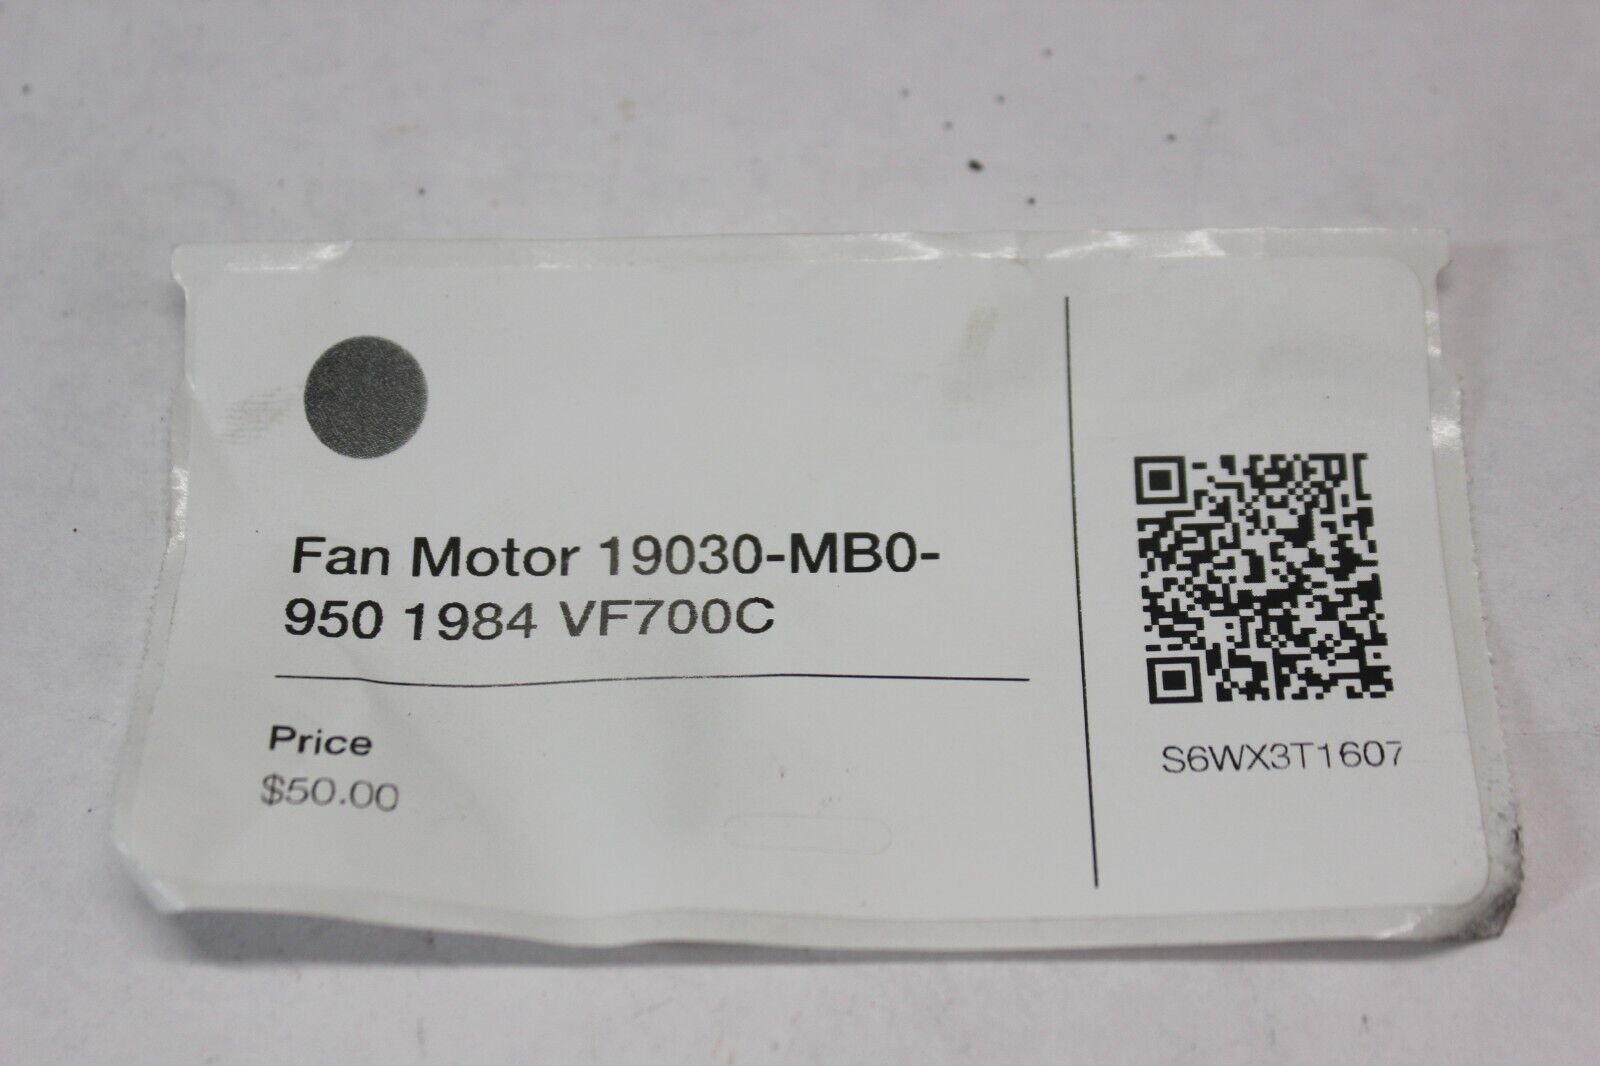 Fan Motor 19030-MB0-
950 1984 VF700C
Price
$50.00
S6WX3T1607